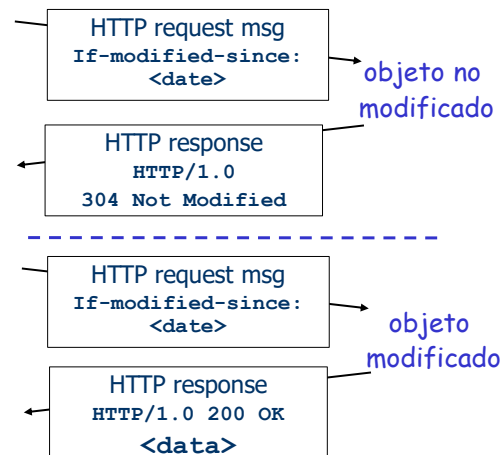 HTTP request msg
If-modified-since:
<date>
objeto no
modificado
HTTP response
HTTP/1.0
304 Not Modified
HTTP request msg
If-modified-since:
<date>
objeto
modificado
HTTP response
HTTP/1.0 200 OK
<data>